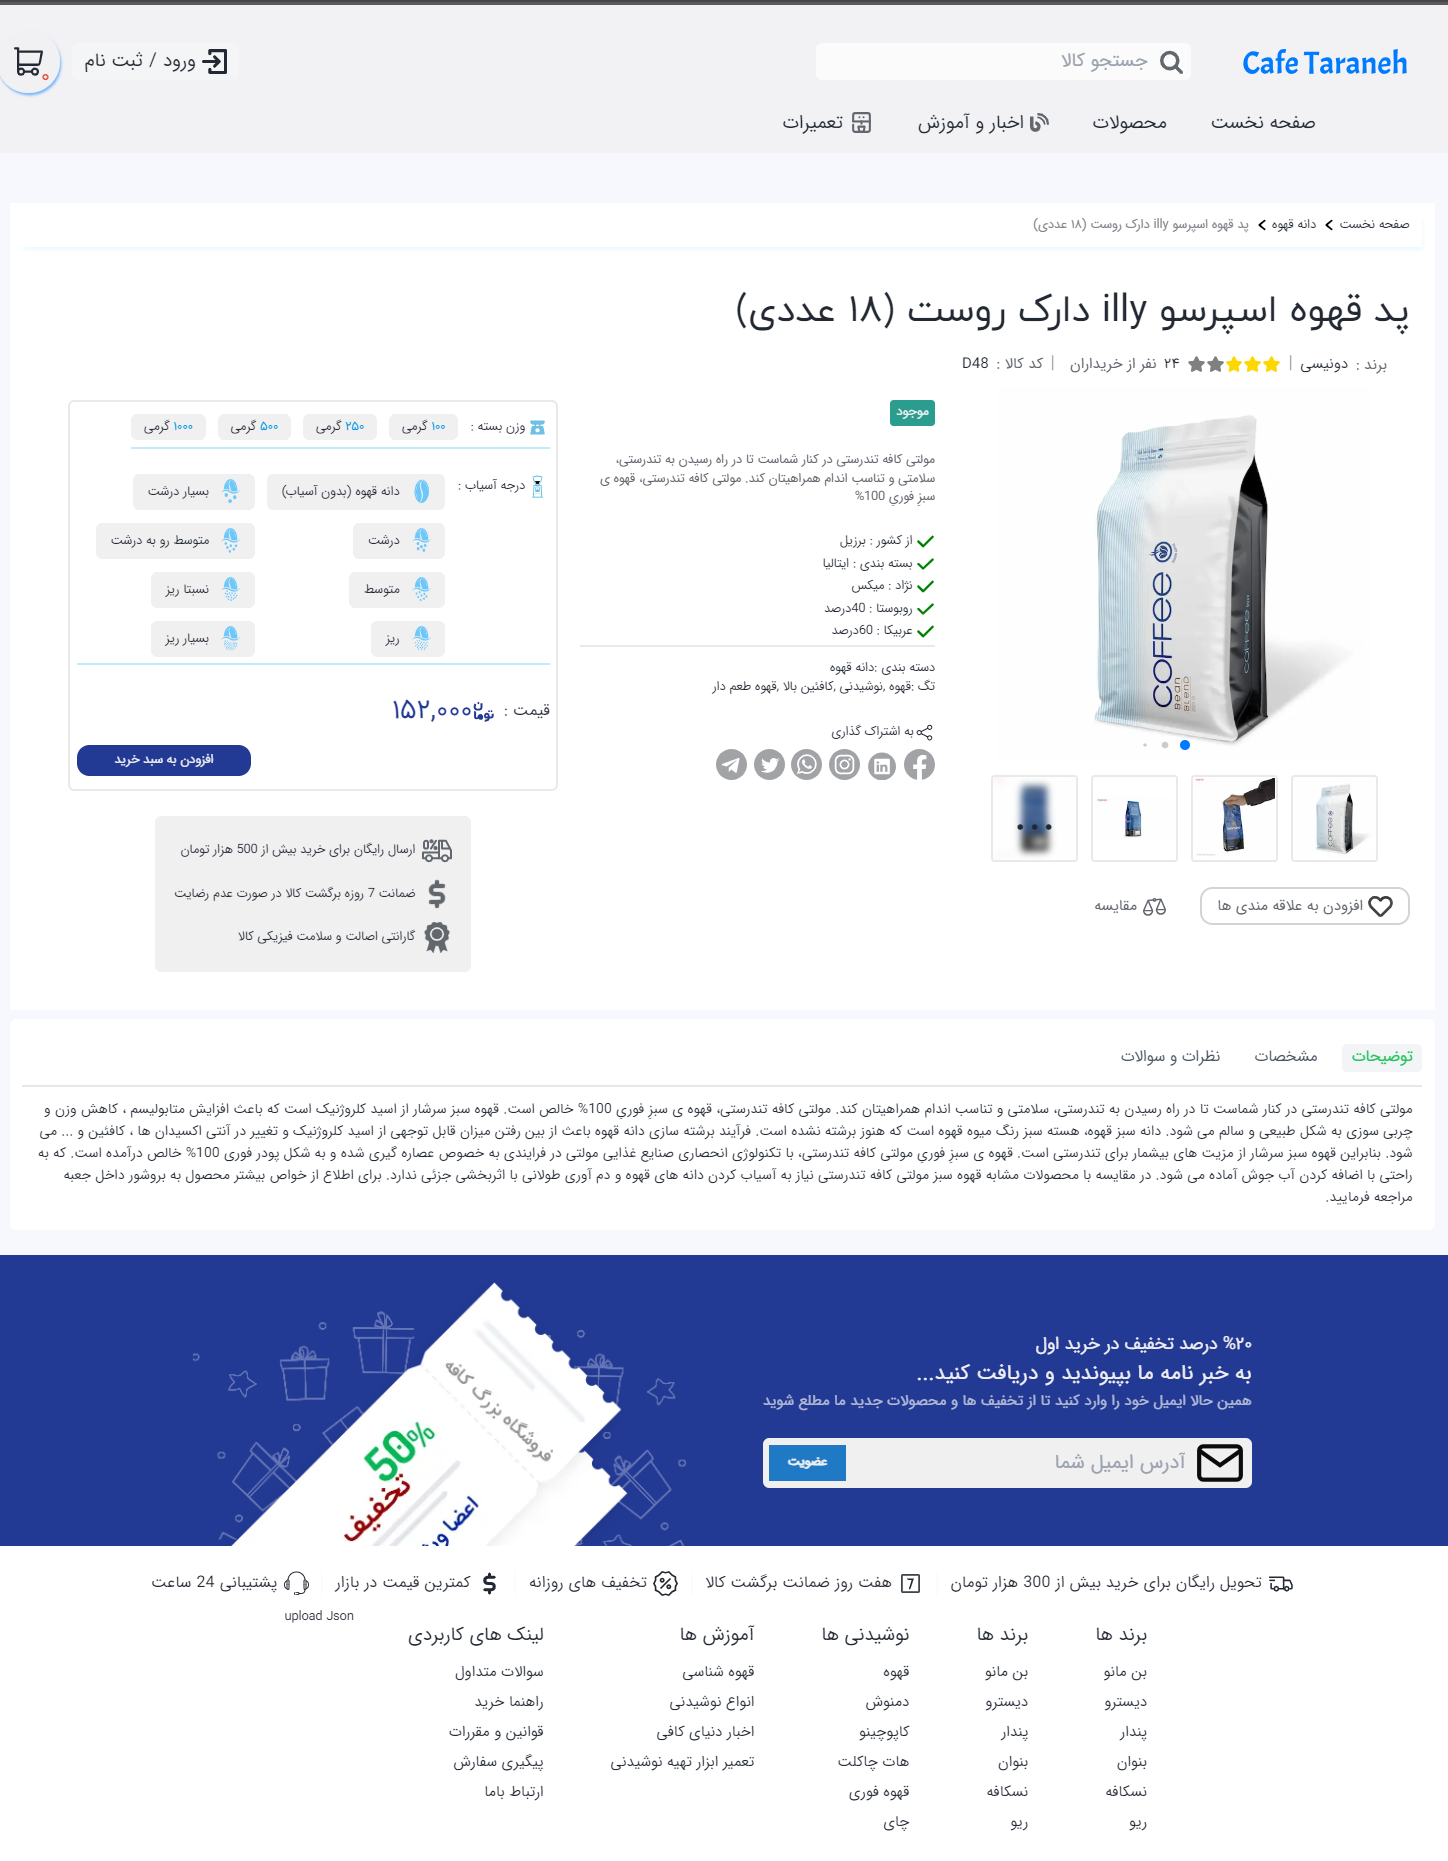 Cafe Taraneh
جستجو کالا
ورود / ثبت نام
۰
صفحه نخست
محصولات
اخبار و آموزش
تعمیرات
صفحه نخست
دانه قهوه
پد قهوه اسپرسو illy دارک روست (۱۸ عددی)
پد قهوه اسپرسو illy دارک روست (۱۸ عددی)
برند : دونیسی | ۲۴ نفر از خریداران | کد کالا : D48
COFFEE
Bean
Blend
افزودن به علاقه مندی ها
مقایسه
موجود
مولتی کافه تندرستی در کنار شماست تا در راه رسیدن به تندرستی،
سلامتی و تناسب اندام همراهیتان کند. مولتی کافه تندرستی، قهوه ی
سبزِ فوریِ 100%
از کشور : برزیل
بسته بندی : ایتالیا
نژاد : میکس
روبوستا : 40درصد
عربیکا : 60درصد
دسته بندی :دانه قهوه
تگ :قهوه ,نوشیدنی ,کافئین بالا ,قهوه طعم دار
به اشتراک گذاری
وزن بسته :
۱۰۰ گرمی
۲۵۰ گرمی
۵۰۰ گرمی
۱۰۰۰ گرمی
درجه آسیاب :
دانه قهوه (بدون آسیاب)
بسیار درشت
درشت
متوسط رو به درشت
متوسط
نسبتا ریز
ریز
بسیار ریز
قیمت : تومان۱۵۲,۰۰۰
افزودن به سبد خرید
ارسال رایگان برای خرید بیش از 500 هزار تومان
ضمانت 7 روزه برگشت کالا در صورت عدم رضایت
گارانتی اصالت و سلامت فیزیکی کالا
توضیحات
مشخصات
نظرات و سوالات
مولتی کافه تندرستی در کنار شماست تا در راه رسیدن به تندرستی، سلامتی و تناسب اندام همراهیتان کند. مولتی کافه تندرستی، قهوه ی سبزِ فوریِ 100% خالص است. قهوه سبز سرشار از اسید کلروژنیک است که باعث افزایش متابولیسم ، کاهش وزن و
چربی سوزی به شکل طبیعی و سالم می شود. دانه سبز قهوه، هسته سبز رنگ میوه قهوه است که هنوز برشته نشده است. فرآیند برشته سازی دانه قهوه باعث از بین رفتن میزان قابل توجهی از اسید کلروژنیک و تغییر در آنتی اکسیدان ها ، کافئین و ... می
شود. بنابراین قهوه سبز سرشار از مزیت های بیشمار برای تندرستی است. قهوه ی سبزِ فوریِ مولتی کافه تندرستی، با تکنولوژی انحصاری صنایع غذایی مولتی در فرایندی به خصوص عصاره گیری شده و به شکل پودر فوری 100% خالص درآمده است. که به
راحتی با اضافه کردن آب جوش آماده می شود. در مقایسه با محصولات مشابه قهوه سبز مولتی کافه تندرستی نیاز به آسیاب کردن دانه های قهوه و دم آوری طولانی با اثربخشی جزئی ندارد. برای اطلاع از خواص بیشتر محصول به بروشور داخل جعبه
مراجعه فرمایید.
%۲۰ درصد تخفیف در خرید اول
به خبر نامه ما بپیوندید و دریافت کنید...
همین حالا ایمیل خود را وارد کنید تا از تخفیف ها و محصولات جدید ما مطلع شوید
آدرس ایمیل شما
عضویت
فروشگاه بزرگ کافه
50%
تخفیف
اعضا
تحویل رایگان برای خرید بیش از 300 هزار تومان
هفت روز ضمانت برگشت کالا
تخفیف های روزانه
کمترین قیمت در بازار
پشتیبانی 24 ساعت
upload Json
برند ها
بن مانو
دیسترو
پندار
بنوان
نسکافه
ریو
برند ها
بن مانو
دیسترو
پندار
بنوان
نسکافه
ریو
نوشیدنی ها
قهوه
دمنوش
کاپوچینو
هات چاکلت
قهوه فوری
چای
آموزش ها
قهوه شناسی
انواع نوشیدنی
اخبار دنیای کافی
تعمیر ابزار تهیه نوشیدنی
لینک های کاربردی
سوالات متداول
راهنما خرید
قوانین و مقررات
پیگیری سفارش
ارتباط باما